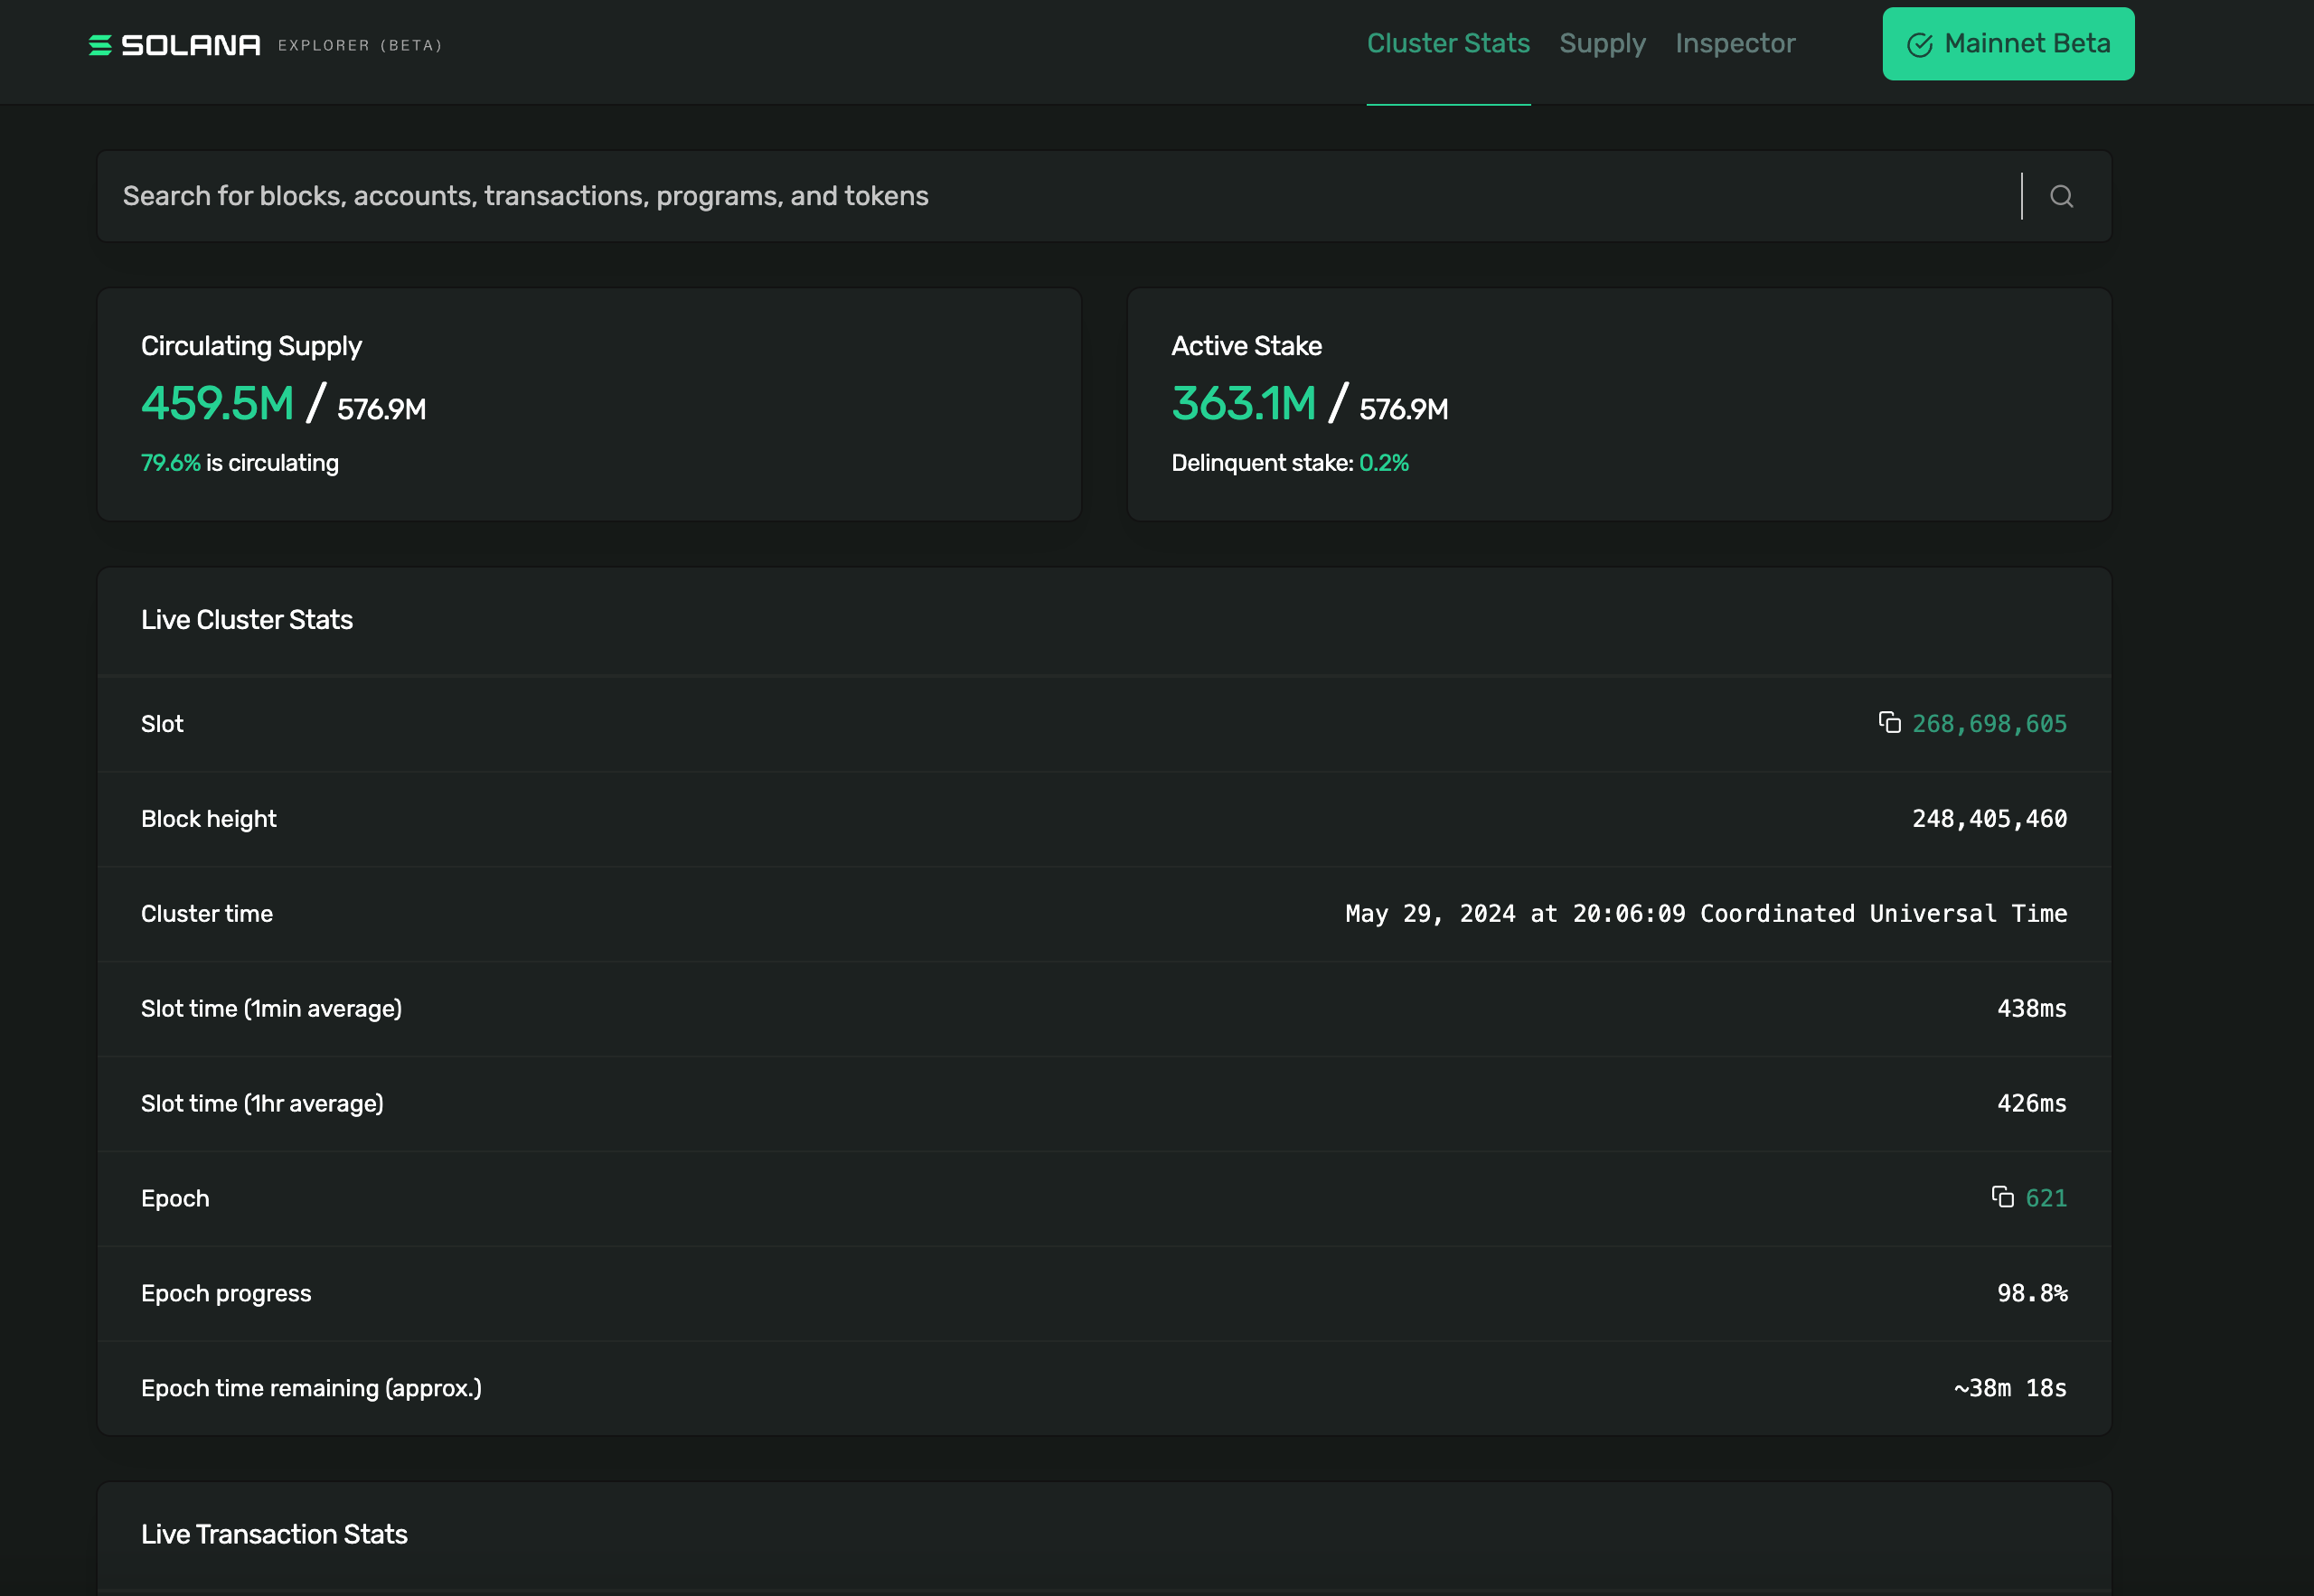 SOLANA EXPLORER (BETA)
Cluster Stats Supply Inspector Mainnet Beta
Search for blocks, accounts, transactions, programs, and tokens
Circulating Supply
459.5M / 576.9M
79.6% is circulating
Active Stake
363.1M / 576.9M
Delinquent stake: 0.2%
Live Cluster Stats
Slot 268,698,605
Block height 248,405,460
Cluster time May 29, 2024 at 20:06:09 Coordinated Universal Time
Slot time (1min average) 438ms
Slot time (1hr average) 426ms
Epoch 621
Epoch progress 98.8%
Epoch time remaining (approx.) ~38m 18s
Live Transaction Stats